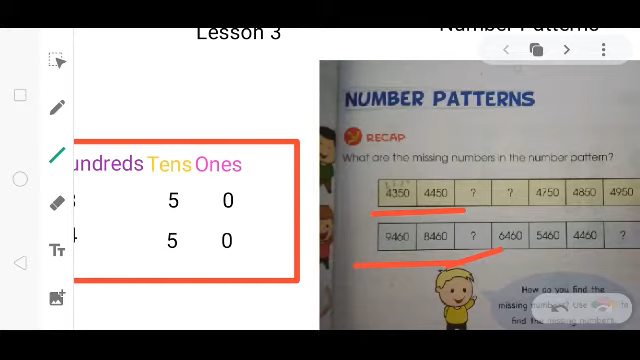 Lesson 3
Number Patterns
undreds Tens Ones
5 0
4 5 0
NUMBER PATTERNS
RECAP
What are the missing numbers in the number pattern?
4350 4450 ? ? 4750 4850 4950
9460 8460 ? 6460 5460 4460 ?
How do you find the
missing numbers? Use
find the missing numbers